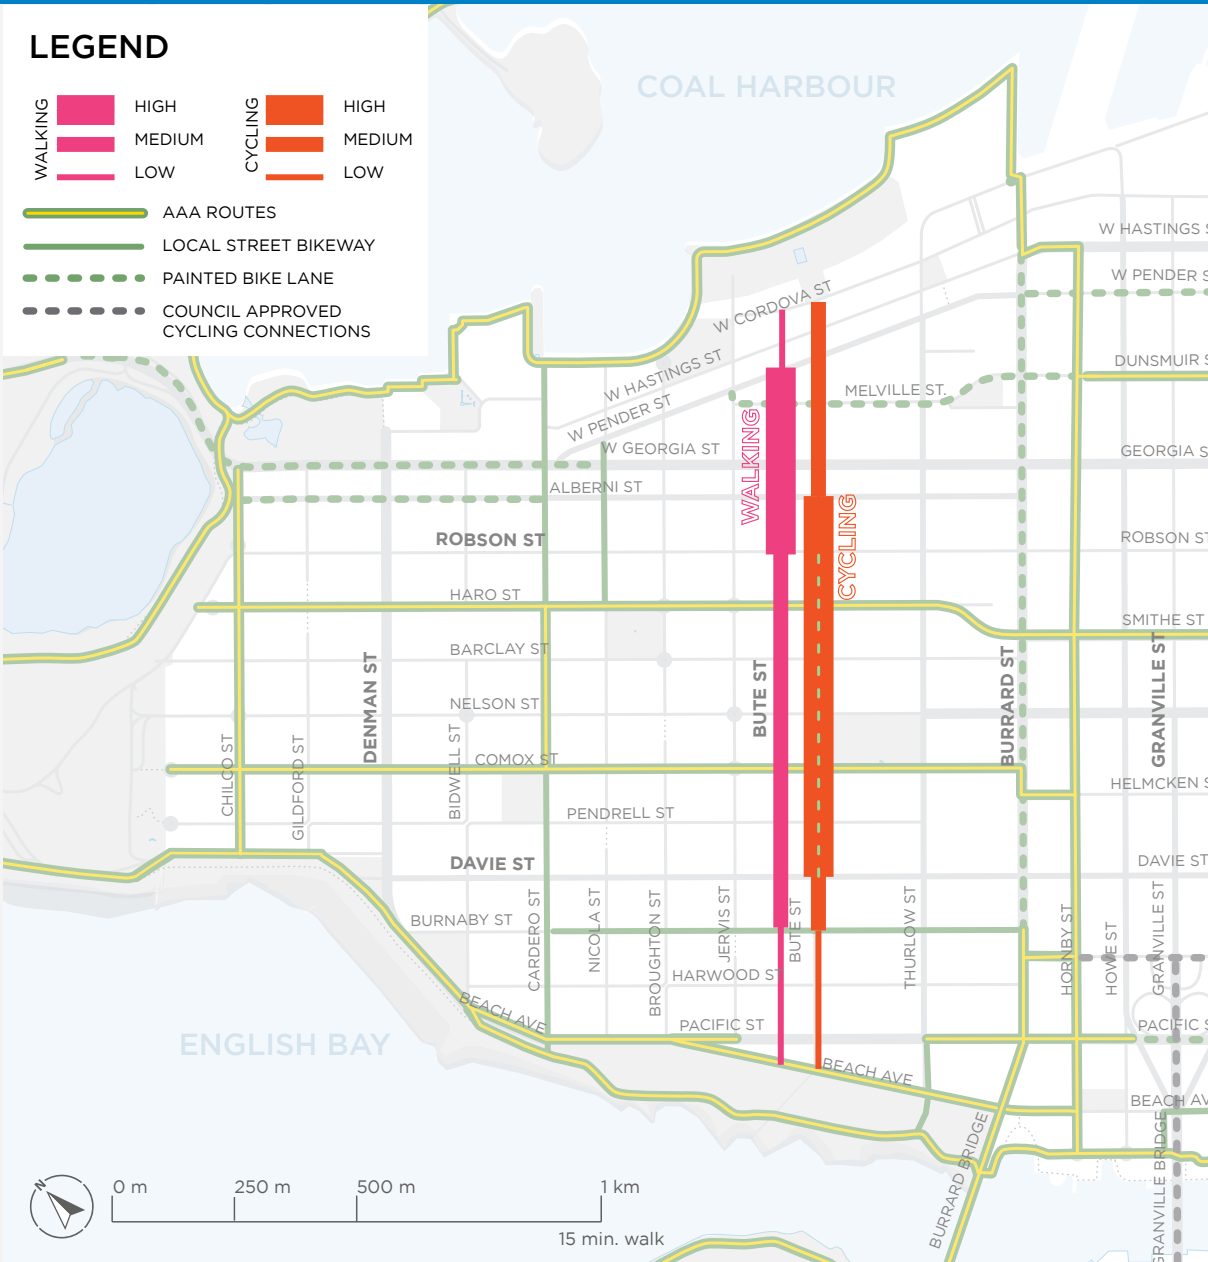 LEGEND
WALKING
HIGH
MEDIUM
LOW
CYCLING
HIGH
MEDIUM
LOW
AAA ROUTES
LOCAL STREET BIKEWAY
PAINTED BIKE LANE
COUNCIL APPROVED
CYCLING CONNECTIONS
COAL HARBOUR
W HASTINGS S
W PENDER S
W CORDOVA ST
W HASTINGS ST
DUNSMUIR S
MELVILLE ST.
W PENDER ST
W GEORGIA ST
GEORGIA S
WALKING
ALBERNI ST
CYCLING
ROBSON ST
ROBSON ST
HARO ST
SMITHE ST
BARCLAY ST
DENMAN ST
BUTE ST
BURRARD ST
GRANVILLE ST
NELSON ST
CHILCO ST
GILDFORD ST
BIDWELL ST
COMOX ST
HELMCKEN S
PENDRELL ST
DAVIE ST
DAVIE ST
BURNABY ST
CARDERO ST
NICOLA ST
BROUGHTON ST
JERVIS ST
BUTE ST
THURLOW ST
HORNBY ST
HOWE ST
GRANVILLE ST
HARWOOD ST
BEACH AVE
PACIFIC ST
PACIFIC S
ENGLISH BAY
BEACH AVE
BEACH AV
BURRARD BRIDGE
GRANVILLE BRIDGE
N
0 m
250 m
500 m
1 km
15 min. walk